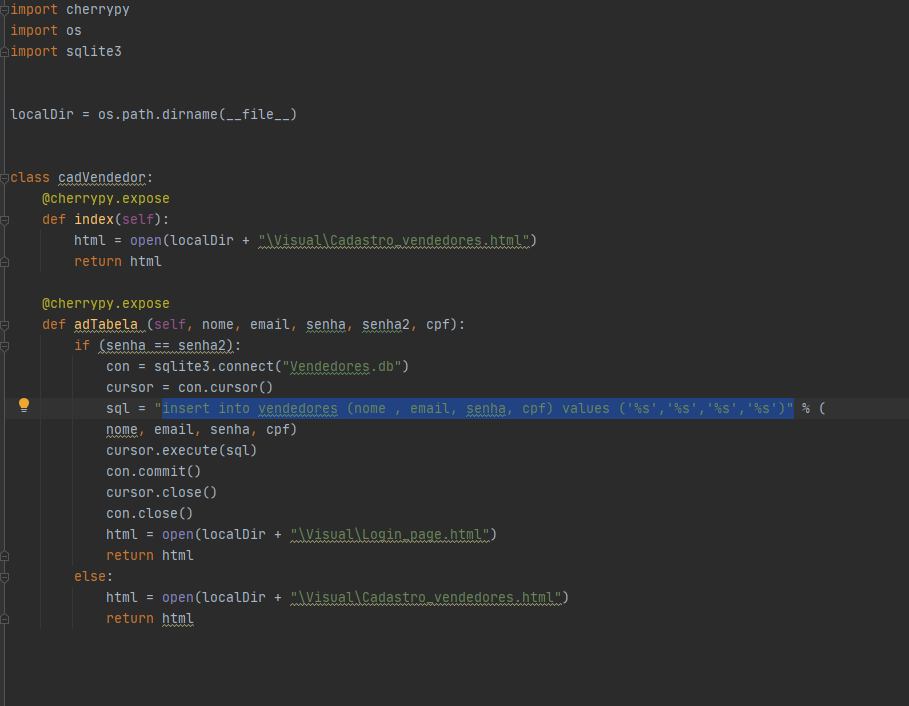 import cherrypy
import os
import sqlite3
localDir = os.path.dirname(__file__)
class cadVendedor:
    @cherrypy.expose
    def index(self):
        html = open(localDir + "\Visual\Cadastro_vendedores.html")
        return html
    @cherrypy.expose
    def adTabela (self, nome, email, senha, senha2, cpf):
        if (senha == senha2):
            con = sqlite3.connect("Vendedores.db")
            cursor = con.cursor()
            sql = "insert into vendedores (nome , email, senha, cpf) values ('%s','%s','%s','%s')" % (
            nome, email, senha, cpf)
            cursor.execute(sql)
            con.commit()
            cursor.close()
            con.close()
            html = open(localDir + "\Visual\Login_page.html")
            return html
        else:
            html = open(localDir + "\Visual\Cadastro_vendedores.html")
            return html